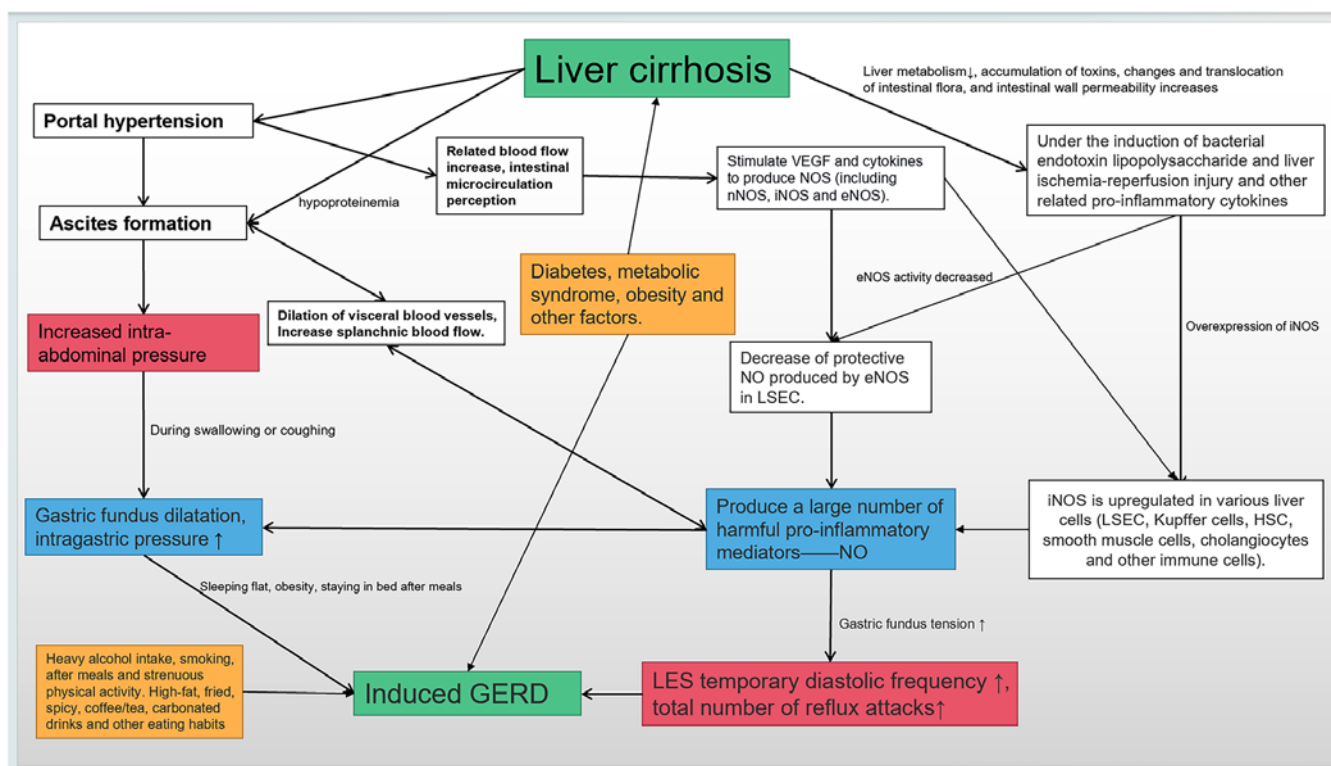 Liver cirrhosis
Liver metabolism↓, accumulation of toxins, changes and translocation
of intestinal flora, and intestinal wall permeability increases
Portal hypertension
Related blood flow
increase, intestinal
microcirculation
perception
Stimulate VEGF and cytokines
to produce NOS (including
nNOS, iNOS and eNOS).
Under the induction of bacterial
endotoxin lipopolysaccharide and liver
ischemia-reperfusion injury and other
related pro-inflammatory cytokines
hypoproteinemia
Ascites formation
Diabetes, metabolic
syndrome, obesity and
other factors.
eNOS activity decreased
Dilation of visceral blood vessels,
Increase splanchnic blood flow.
Increased intra-
abdominal pressure
Overexpression of iNOS
Decrease of protective
NO produced by eNOS
in LSEC.
During swallowing or coughing
Gastric fundus dilatation,
intragastric pressure ↑
Produce a large number of
harmful pro-inflammatory
mediators——NO
iNOS is upregulated in various liver
cells (LSEC, Kupffer cells, HSC,
smooth muscle cells, cholangiocytes
and other immune cells).
Sleeping flat, obesity, staying in bed after meals
Gastric fundus tension ↑
Heavy alcohol intake, smoking,
after meals and strenuous
physical activity. High-fat, fried,
spicy, coffee/tea, carbonated
drinks and other eating habits
Induced GERD
LES temporary diastolic frequency ↑,
total number of reflux attacks↑